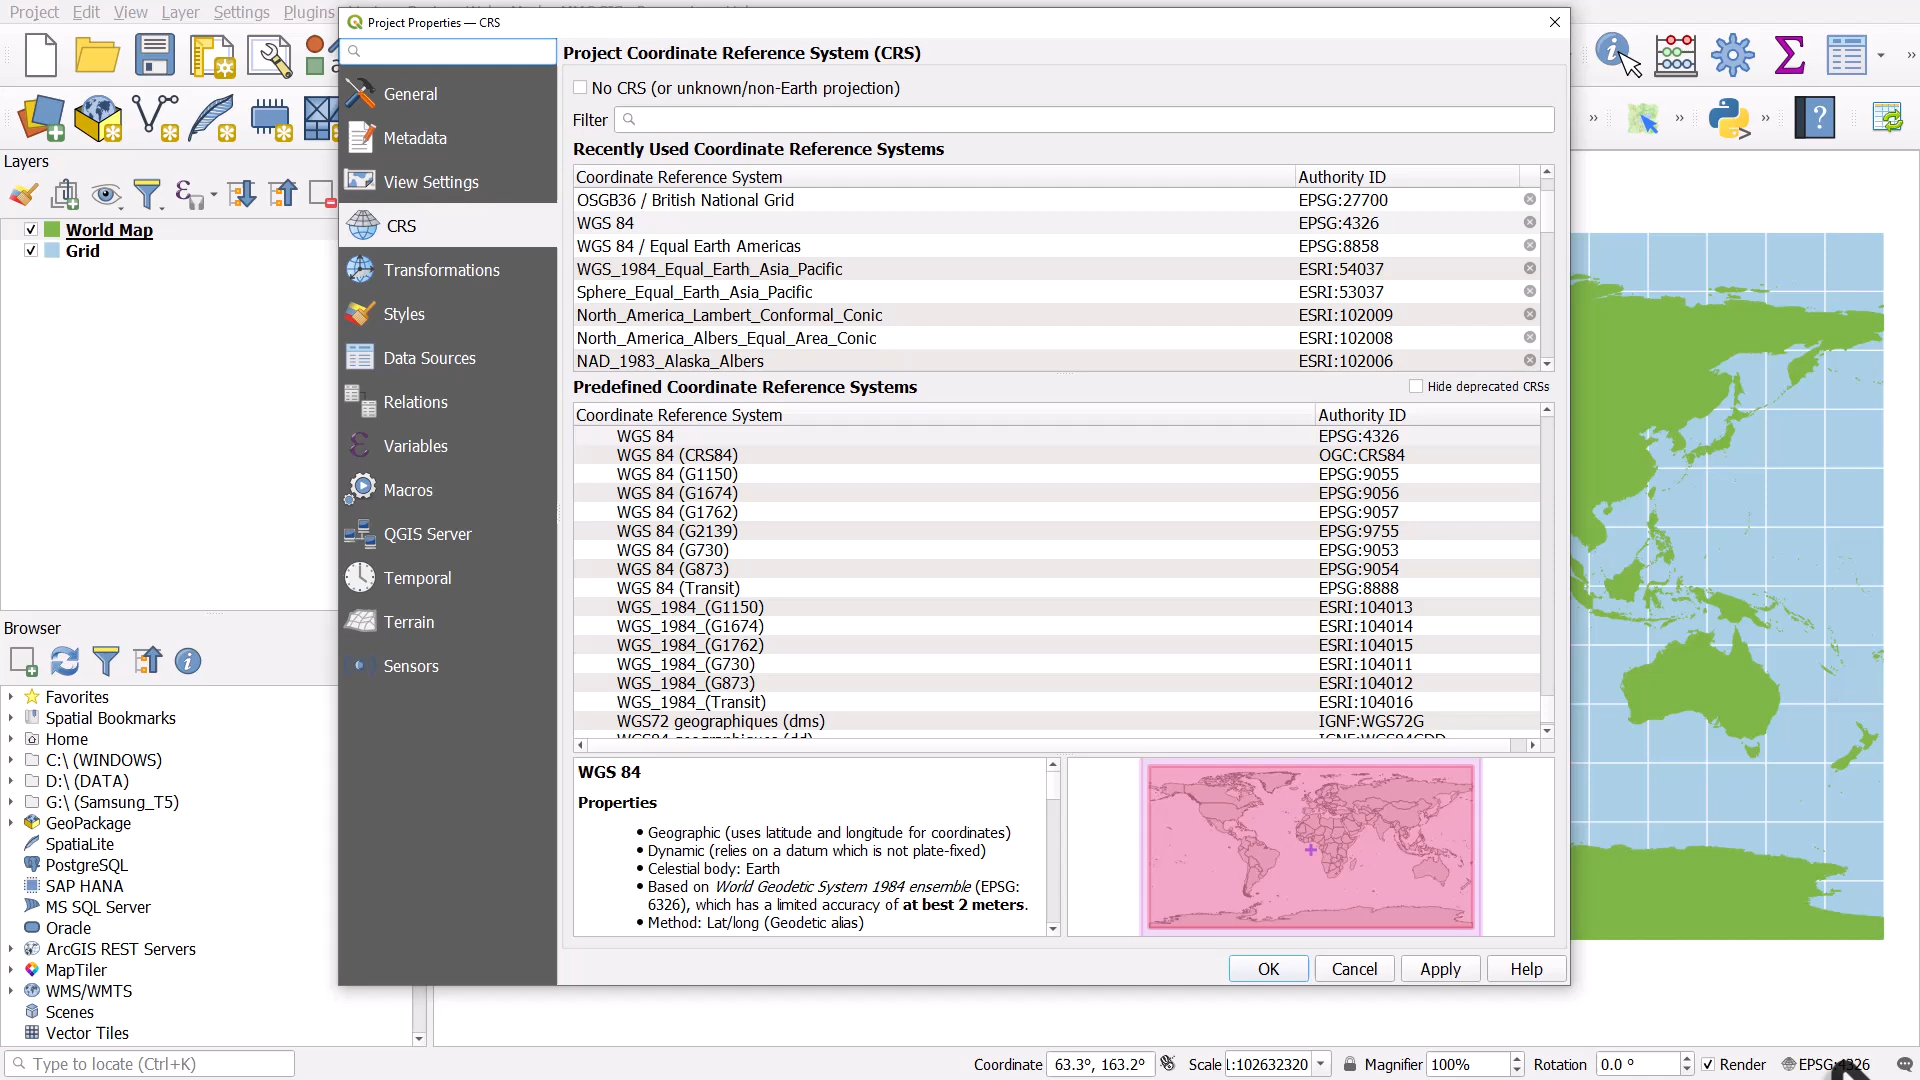 Project Edit View Layer Settings Plugins
Project Properties — CRS
Project Coordinate Reference System (CRS)
No CRS (or unknown/non-Earth projection)
Filter
General
Metadata
View Settings
CRS
Transformations
Styles
Data Sources
Relations
Variables
Macros
QGIS Server
Temporal
Terrain
Sensors
Recently Used Coordinate Reference Systems
Coordinate Reference System Authority ID
OSGB36 / British National Grid EPSG:27700
WGS 84 EPSG:4326
WGS 84 / Equal Earth Americas EPSG:8858
WGS_1984_Equal_Earth_Asia_Pacific ESRI:54037
Sphere_Equal_Earth_Asia_Pacific ESRI:53037
North_America_Lambert_Conformal_Conic ESRI:102009
North_America_Albers_Equal_Area_Conic ESRI:102008
NAD_1983_Alaska_Albers ESRI:102006
Predefined Coordinate Reference Systems
Hide deprecated CRSs
Coordinate Reference System Authority ID
WGS 84 EPSG:4326
WGS 84 (CRS84) OGC:CRS84
WGS 84 (G1150) EPSG:9055
WGS 84 (G1674) EPSG:9056
WGS 84 (G1762) EPSG:9057
WGS 84 (G2139) EPSG:9755
WGS 84 (G730) EPSG:9053
WGS 84 (G873) EPSG:9054
WGS 84 (Transit) EPSG:8888
WGS_1984_(G1150) ESRI:104013
WGS_1984_(G1674) ESRI:104014
WGS_1984_(G1762) ESRI:104015
WGS_1984_(G730) ESRI:104011
WGS_1984_(G873) ESRI:104012
WGS_1984_(Transit) ESRI:104016
WGS72 geographiques (dms) IGNF:WGS72G
WGS 84
Properties
• Geographic (uses latitude and longitude for coordinates)
• Dynamic (relies on a datum which is not plate-fixed)
• Celestial body: Earth
• Based on World Geodetic System 1984 ensemble (EPSG:
6326), which has a limited accuracy of at best 2 meters.
• Method: Lat/long (Geodetic alias)
OK Cancel Apply Help
Layers
World Map
Grid
Browser
Favorites
Spatial Bookmarks
Home
C:\ (WINDOWS)
D:\ (DATA)
G:\ (Samsung_T5)
GeoPackage
SpatiaLite
PostgreSQL
SAP HANA
MS SQL Server
Oracle
ArcGIS REST Servers
MapTiler
WMS/WMTS
Scenes
Vector Tiles
Type to locate (Ctrl+K)
Coordinate 63.3°, 163.2° Scale 1:102632320 Magnifier 100% Rotation 0.0 ° Render EPSG:4326